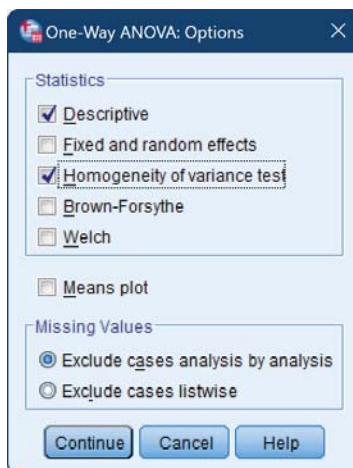 One-Way ANOVA: Options
Statistics
Descriptive
Fixed and random effects
Homogeneity of variance test
Brown-Forsythe
Welch
Means plot
Missing Values
Exclude cases analysis by analysis
Exclude cases listwise
Continue Cancel Help